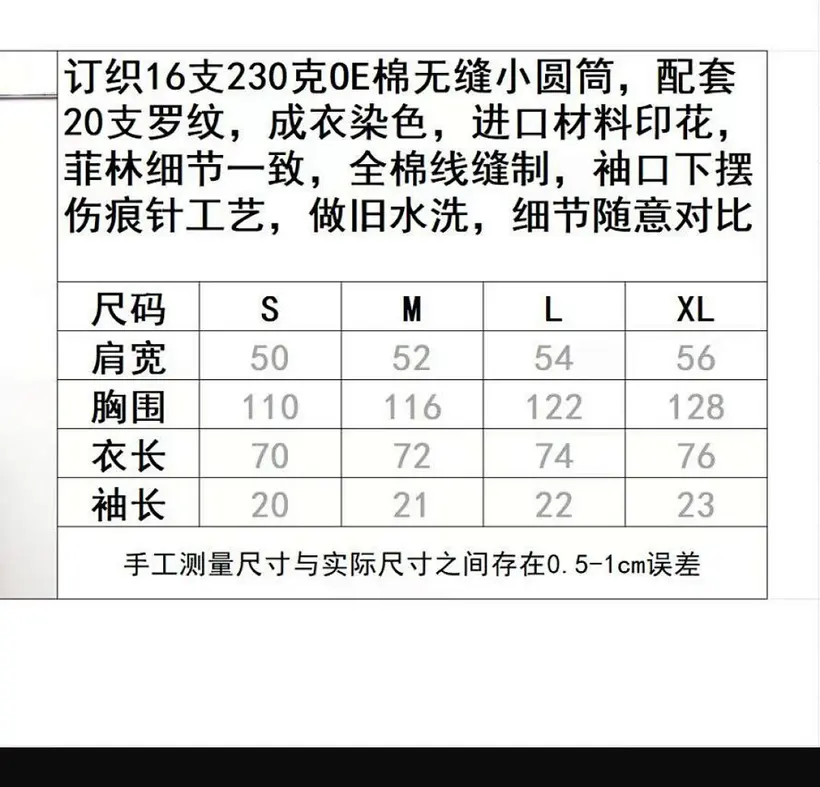 订织16支230克OE棉无缝小圆筒，配套
20支罗纹，成衣染色，进口材料印花，
菲林细节一致，全棉线缝制，袖口下摆
伤痕针工艺，做旧水洗，细节随意对比
尺码 S M L XL
肩宽 50 52 54 56
胸围 110 116 122 128
衣长 70 72 74 76
袖长 20 21 22 23
手工测量尺寸与实际尺寸之间存在0.5-1cm误差